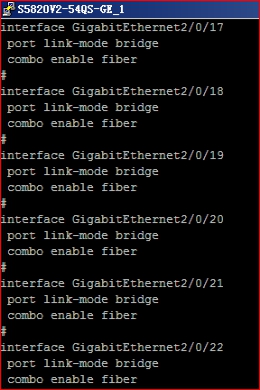 S5820V2-54QS-GE_1
interface GigabitEthernet2/0/17
port link-mode bridge
combo enable fiber
#
interface GigabitEthernet2/0/18
port link-mode bridge
combo enable fiber
#
interface GigabitEthernet2/0/19
port link-mode bridge
combo enable fiber
#
interface GigabitEthernet2/0/20
port link-mode bridge
combo enable fiber
#
interface GigabitEthernet2/0/21
port link-mode bridge
combo enable fiber
#
interface GigabitEthernet2/0/22
port link-mode bridge
combo enable fiber